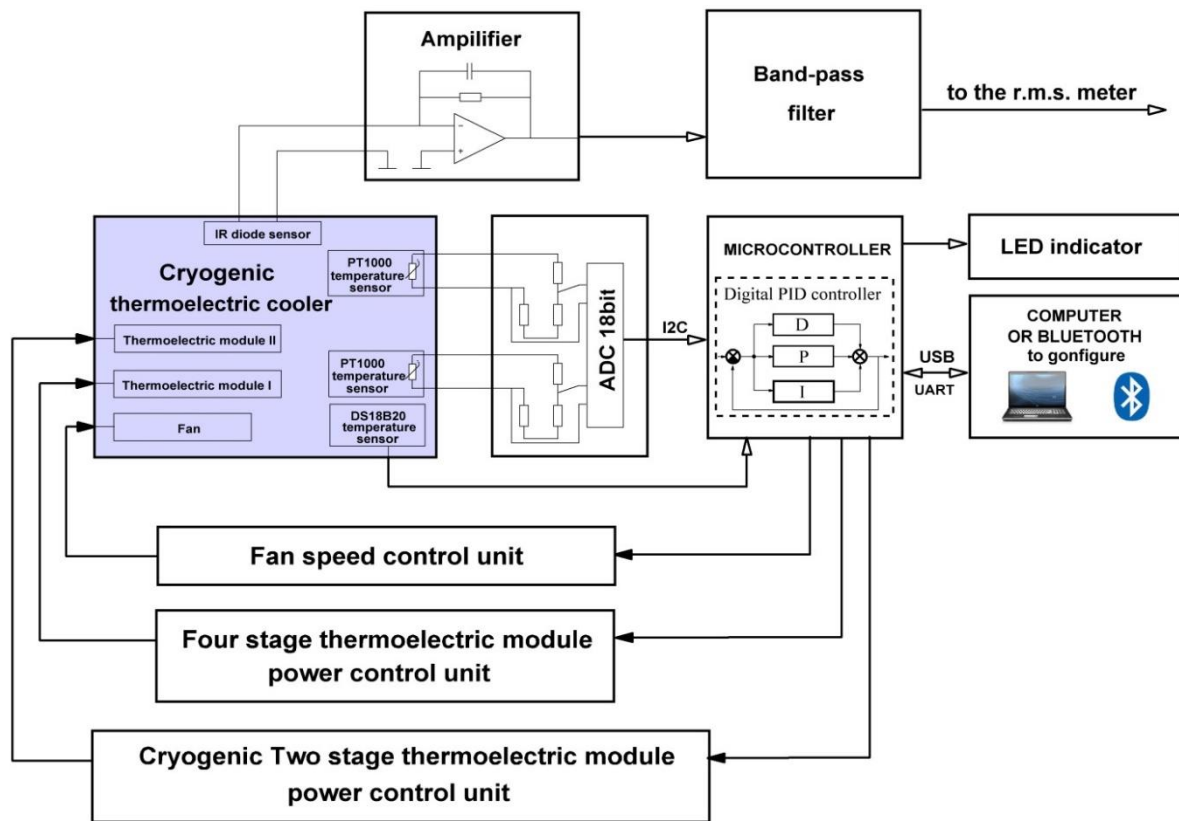 Ampilifier
Band-pass
filter
to the r.m.s. meter
IR diode sensor
Cryogenic
thermoelectric cooler
PT1000
temperature
sensor
Thermoelectric module II
Thermoelectric module I
Fan
PT1000
temperature
sensor
DS18B20
temperature
sensor
ADC 18bit
I2C
MICROCONTROLLER
Digital PID controller
D
P
I
LED indicator
USB
UART
COMPUTER
OR BLUETOOTH
to gonfigure
Fan speed control unit
Four stage thermoelectric module
power control unit
Cryogenic Two stage thermoelectric module
power control unit